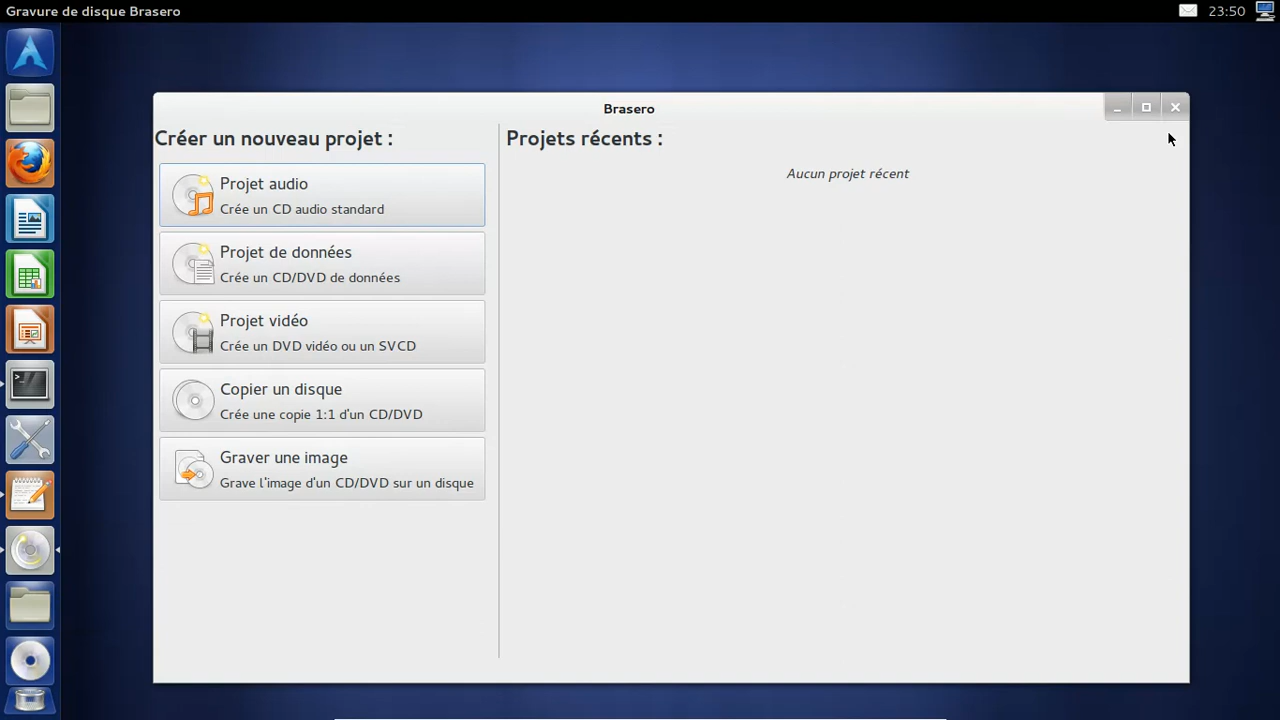 Gravure de disque Brasero
23:50
Brasero
Créer un nouveau projet :
Projet audio
Crée un CD audio standard
Projet de données
Crée un CD/DVD de données
Projet vidéo
Crée un DVD vidéo ou un SVCD
Copier un disque
Crée une copie 1:1 d'un CD/DVD
Graver une image
Grave l'image d'un CD/DVD sur un disque
Projets récents :
Aucun projet récent